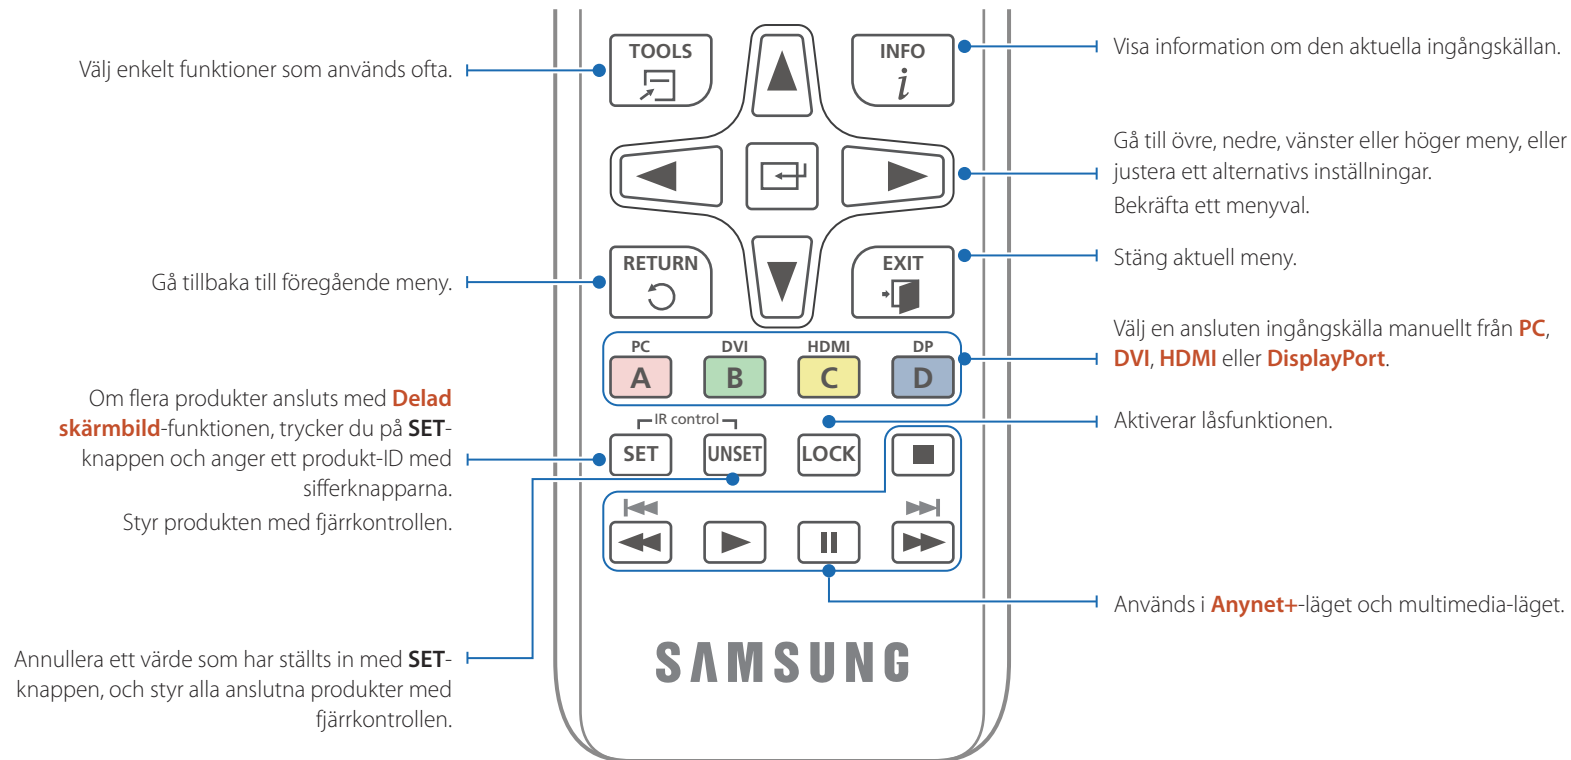 TOOLS
INFO
i
Välj enkelt funktioner som används ofta.
Visa information om den aktuella ingångskällan.
Gå till övre, nedre, vänster eller höger meny, eller
justera ett alternativs inställningar.
Bekräfta ett menyval.
RETURN
EXIT
Gå tillbaka till föregående meny.
Stäng aktuell meny.
PC
DVI
HDMI
DP
A
B
C
D
Välj en ansluten ingångskälla manuellt från PC,
DVI, HDMI eller DisplayPort.
Om flera produkter ansluts med Delad
skärmbild-funktionen, trycker du på SET-
knappen och anger ett produkt-ID med
sifferknapparna.
Styr produkten med fjärrkontrollen.
IR control
SET
UNSET
LOCK
Aktiverar låsfunktionen.
Används i Anynet+-läget och multimedia-läget.
Annullera ett värde som har ställts in med SET-
knappen, och styr alla anslutna produkter med
fjärrkontrollen.
SAMSUNG